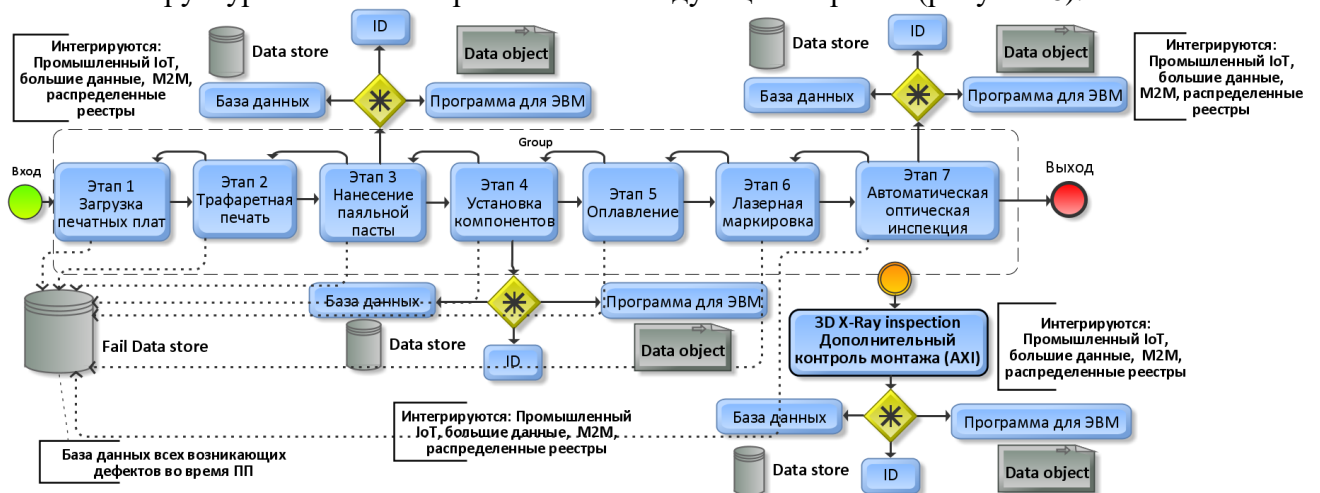 ID
Интегрируются:
Промышленный IoT,
большие данные, M2M,
распределенные
реестры
Data store
Data object
База данных
Программа для ЭВМ
ID
Data store
Data object
База данных
Программа для ЭВМ
Интегрируются:
Промышленный IoT,
большие данные,
M2M, распределенные
реестры
Group
Вход
Этап 1
Загрузка
печатных плат
Этап 2
Трафаретная
печать
Этап 3
Нанесение
паяльной
пасты
Этап 4
Установка
компонентов
Этап 5
Оплавление
Этап 6
Лазерная
маркировка
Этап 7
Автоматическая
оптическая
инспекция
Выход
Fail Data store
База данных
Программа для ЭВМ
Data store
ID
Data object
3D X-Ray inspection
Дополнительный
контроль монтажа (AXI)
Интегрируются:
Промышленный IoT,
большие данные, M2M,
распределенные реестры
Интегрируются: Промышленный
IoT, большие данные, M2M,
распределенные реестры
База данных
Программа для ЭВМ
Data store
ID
Data object
База данных всех возникающих
дефектов во время ПП